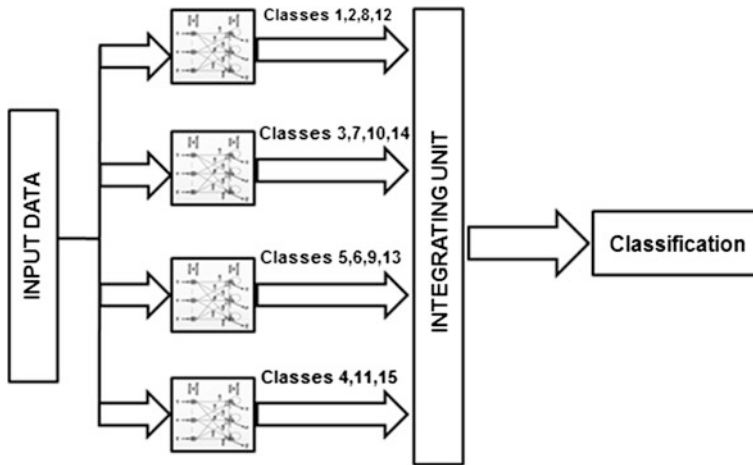 Classes 1,2,8,12
Classes 3,7,10,14
Classes 5,6,9,13
Classes 4,11,15
INPUT DATA
INTEGRATING UNIT
Classification